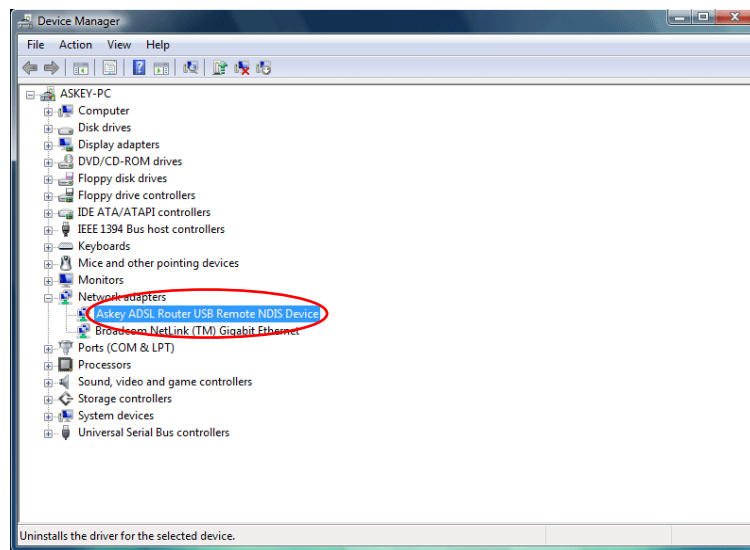 Device Manager
File Action View Help
ASKEY-PC
Computer
Disk drives
Display adapters
DVD/CD-ROM drives
Floppy disk drives
Floppy drive controllers
IDE ATA/ATAPI controllers
IEEE 1394 Bus host controllers
Keyboards
Mice and other pointing devices
Monitors
Network adapters
Askey ADSL Router USB Remote NDIS Device
Broadcom NetLink (TM) Gigabit Ethernet
Ports (COM & LPT)
Processors
Sound, video and game controllers
Storage controllers
System devices
Universal Serial Bus controllers
Uninstalls the driver for the selected device.